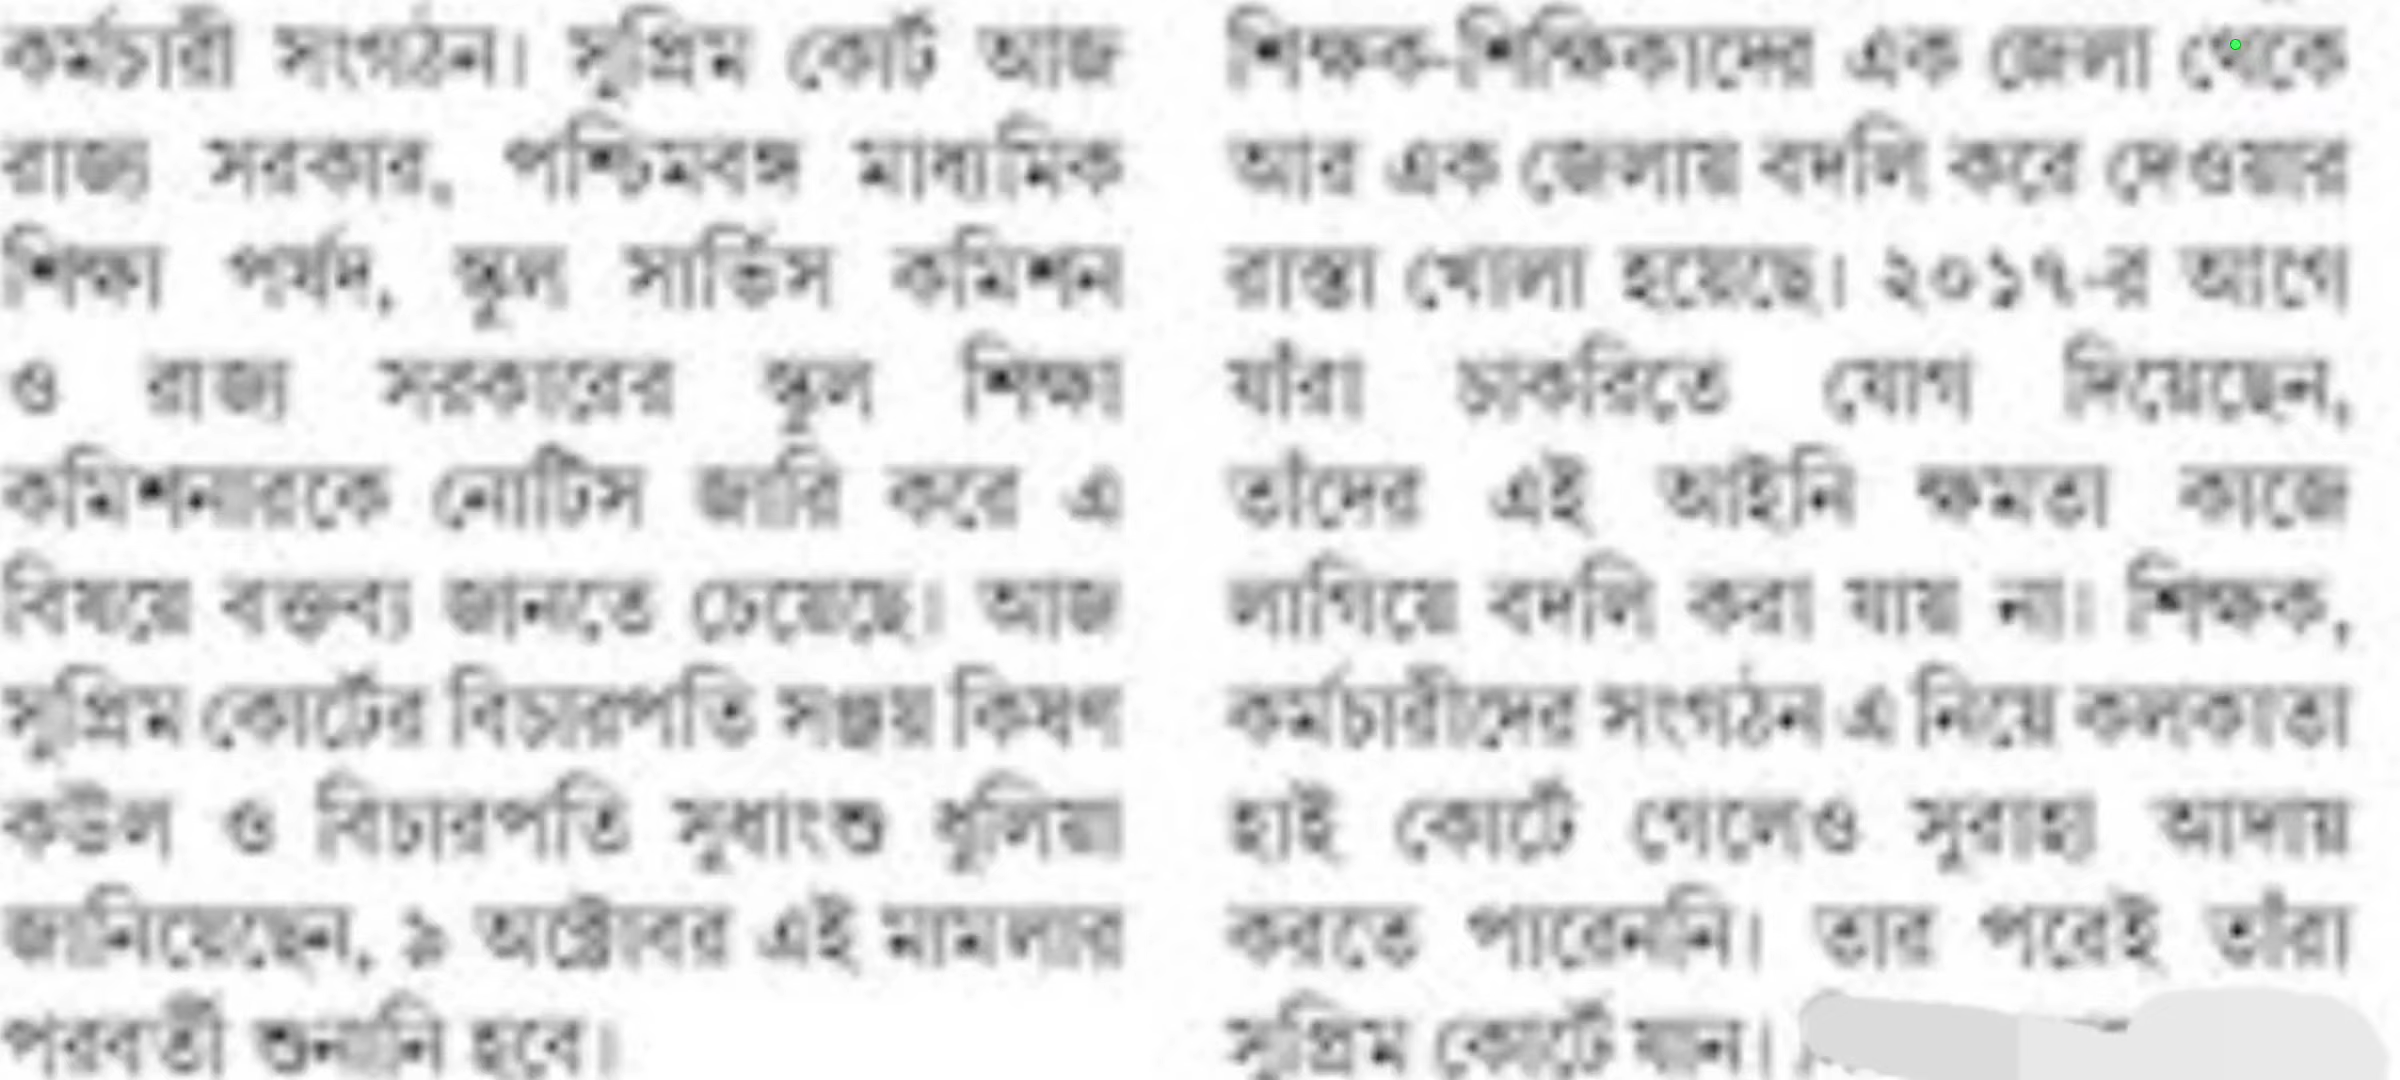 কর্মচারী সংগঠন। সুপ্রিম কোর্ট আজ
রাজ্য সরকার, পশ্চিমবঙ্গ মাধ্যমিক
শিক্ষা পর্ষদ, স্কুল সার্ভিস কমিশন
ও রাজ্য সরকারের স্কুল শিক্ষা
কমিশনারকে নোটিস জারি করে এ
বিষয়ে বক্তব্য জানতে চেয়েছে। আজ
সুপ্রিম কোর্টের বিচারপতি সঞ্জয় কিষণ
কউল ও বিচারপতি সুধাংশু ধুলিয়া
জানিয়েছেন, ৯ অক্টোবর এই মামলার
পরবর্তী শুনানি হবে।
শিক্ষক-শিক্ষিকাদের এক জেলা থেকে
আর এক জেলায় বদলি করে দেওয়ার
রাস্তা খোলা হয়েছে। ২০১৭-র আগে
যাঁরা চাকরিতে যোগ দিয়েছেন,
তাঁদের এই আইনি ক্ষমতা কাজে
লাগিয়ে বদলি করা যায় না। শিক্ষক,
কর্মচারীদের সংগঠন এ নিয়ে কলকাতা
হাই কোর্টে গেলেও সুরাহা আদায়
করতে পারেননি। তার পরেই তাঁরা
সুপ্রিম কোর্টে যান।